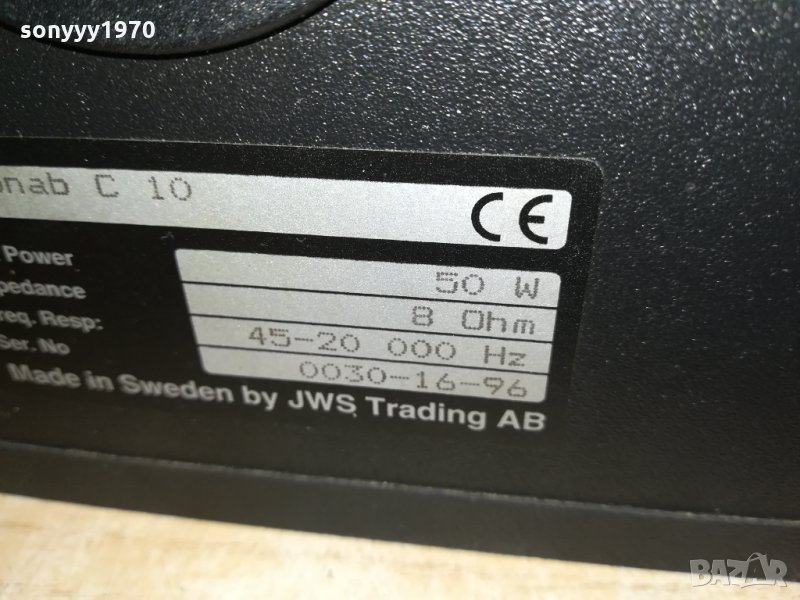 sonyyy1970
onab C 10
CE
Power 50 W
pedance 8 Ohm
req. Resp: 45-20 000 Hz
Ser. No 0030-16-96
Made in Sweden by JWS Trading AB
BAZAR